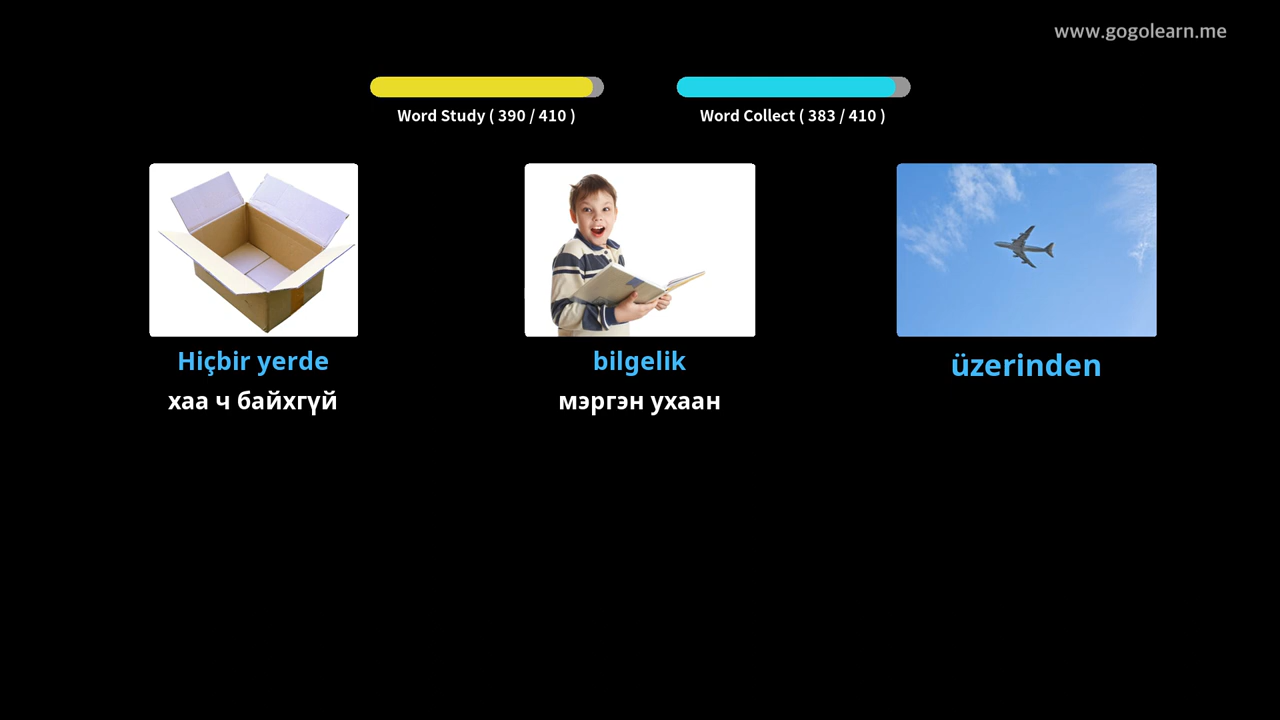 www.gogolearn.me
Word Study ( 390 / 410 )
Word Collect ( 383 / 410 )
Hiçbir yerde
хаа ч байхгүй
bilgelik
мэргэн ухаан
üzerinden